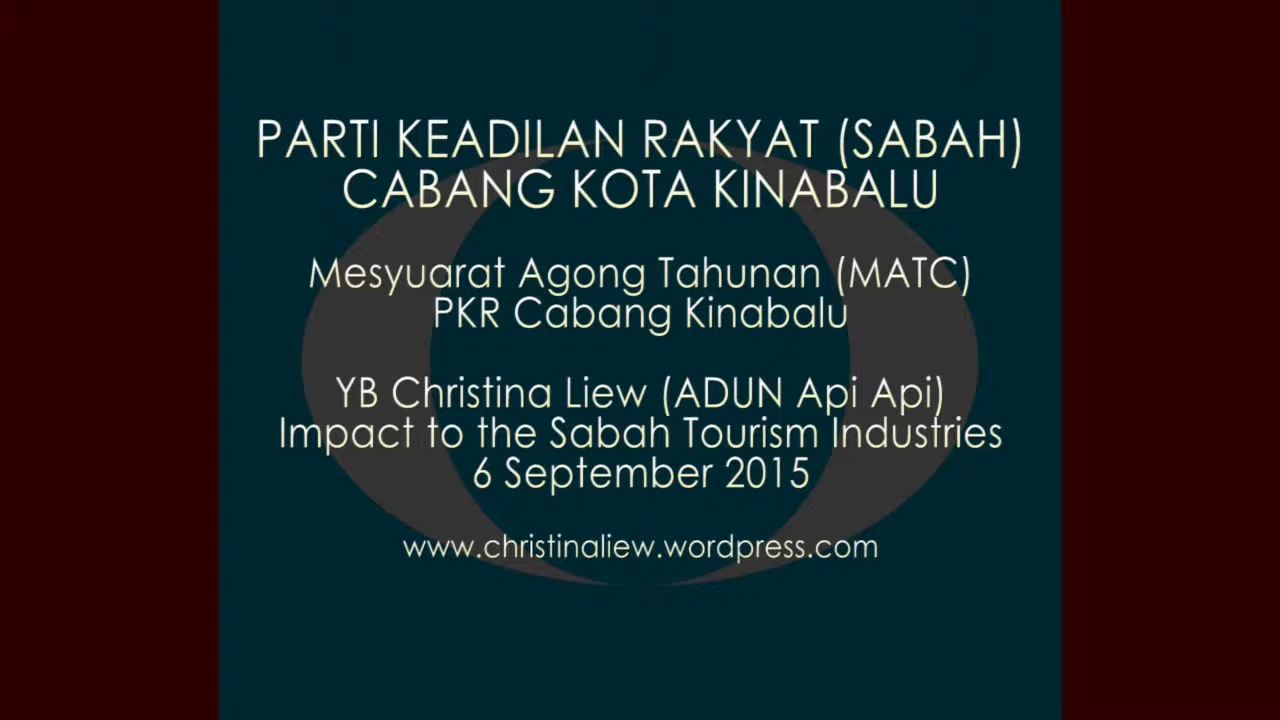 PARTI KEADILAN RAKYAT (SABAH)
CABANG KOTA KINABALU
Mesyuarat Agong Tahunan (MATC)
PKR Cabang Kinabalu
YB Christina Liew (ADUN Api Api)
Impact to the Sabah Tourism Industries
6 September 2015
www.christinaliew.wordpress.com